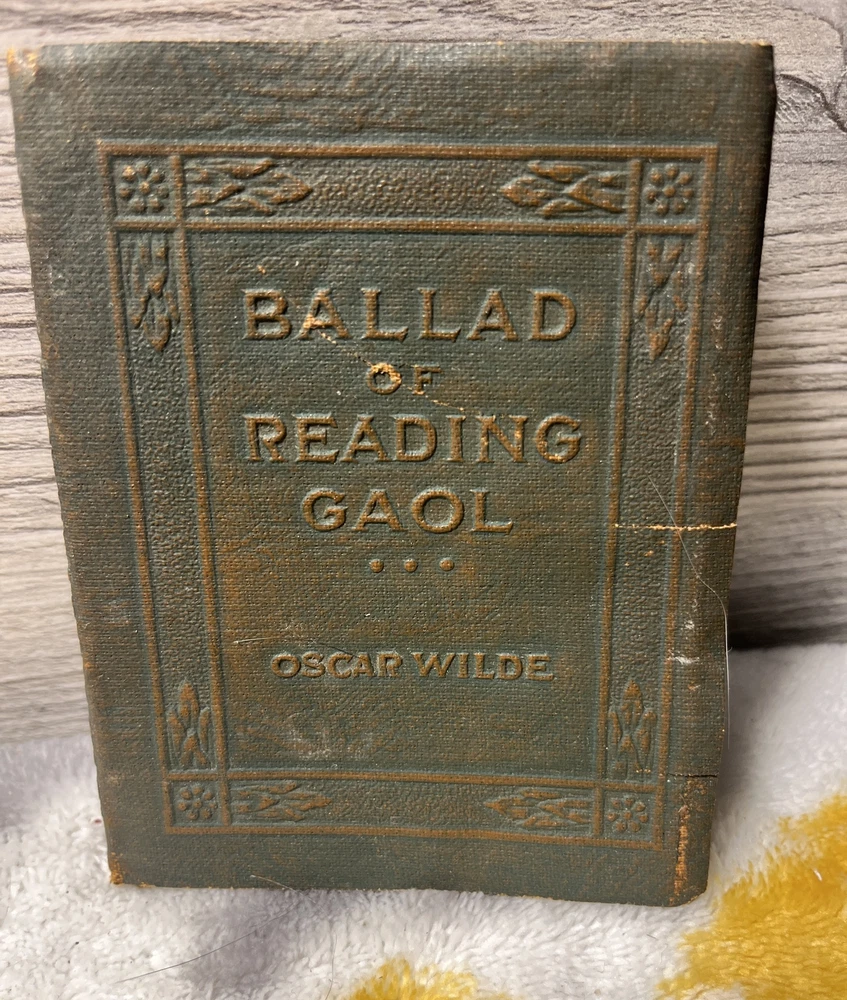 BALLAD
OF
READING
GAOL
...
OSCAR WILDE